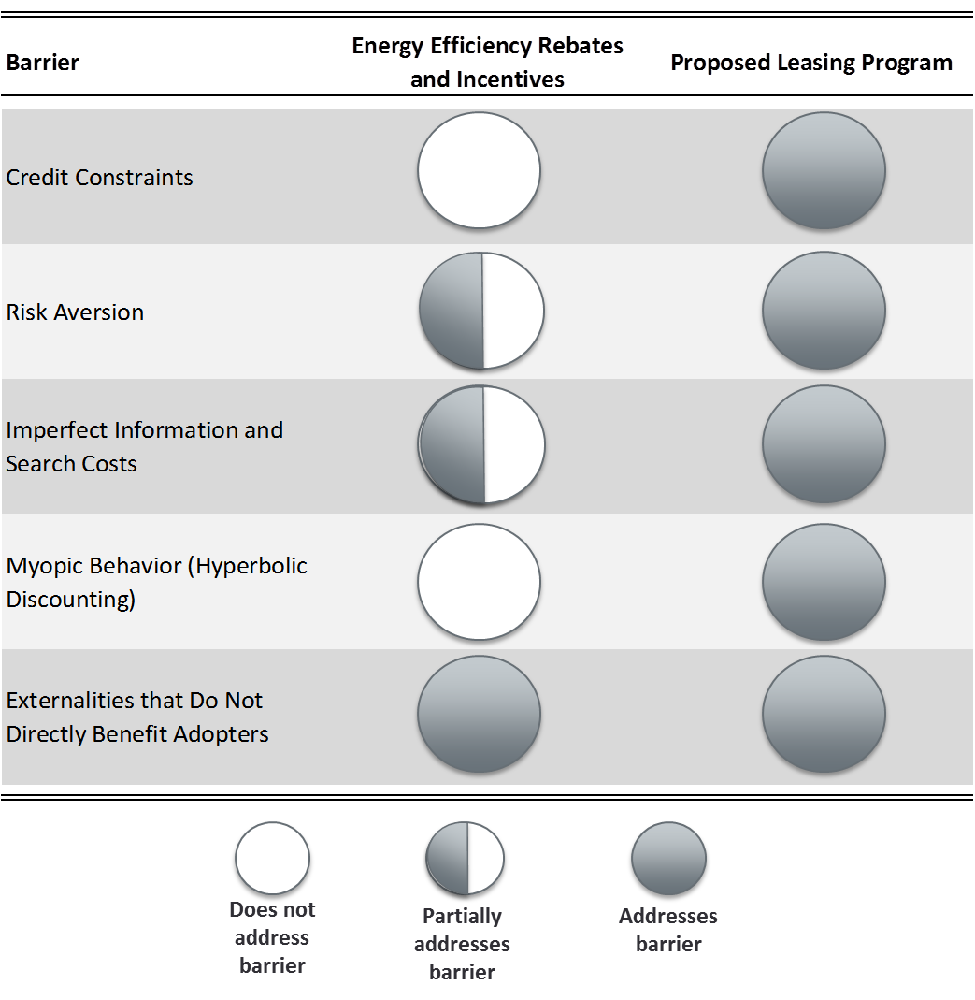 Barrier
Energy Efficiency Rebates
and Incentives
Proposed Leasing Program
Credit Constraints
Risk Aversion
Imperfect Information and
Search Costs
Myopic Behavior (Hyperbolic
Discounting)
Externalities that Do Not
Directly Benefit Adopters
Does not
address
barrier
Partially
addresses
barrier
Addresses
barrier